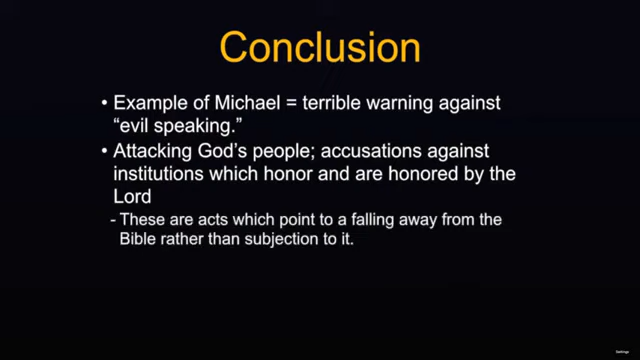 Conclusion
• Example of Michael = terrible warning against
“evil speaking.”
• Attacking God’s people; accusations against
institutions which honor and are honored by the
Lord
- These are acts which point to a falling away from the
Bible rather than subjection to it.
Settings